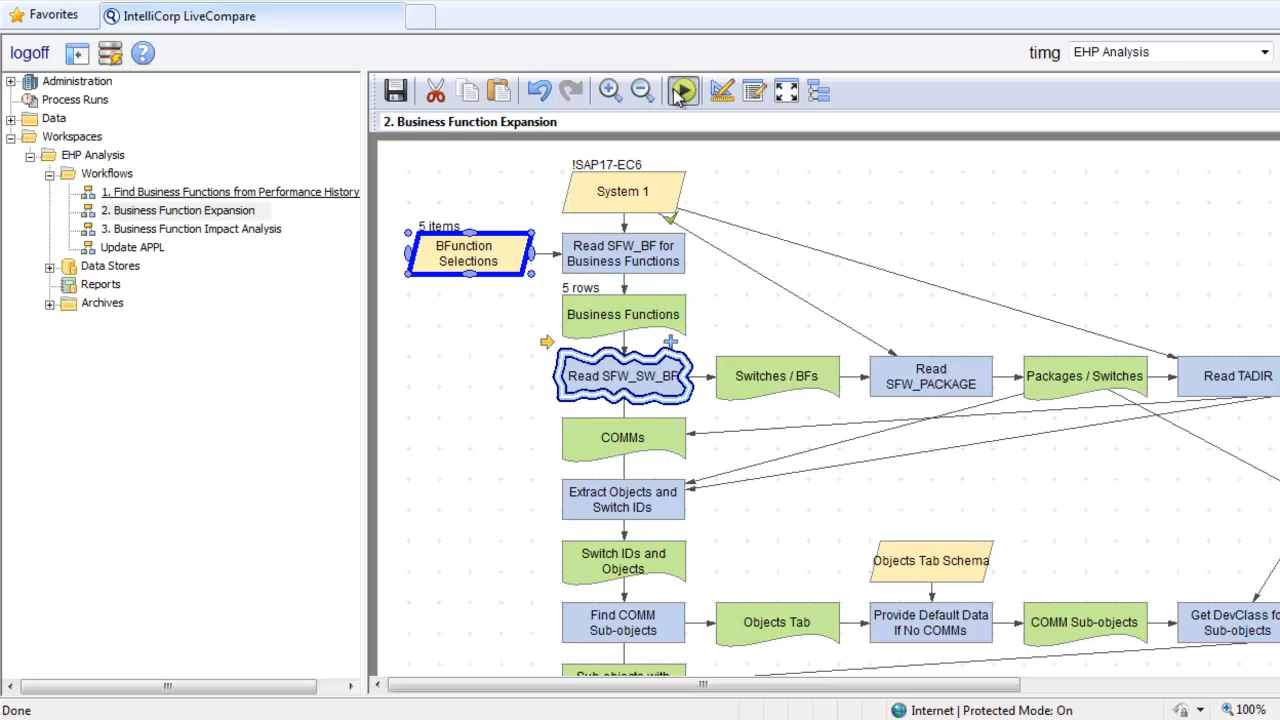 Favorites
IntelliCorp LiveCompare
logoff
timg
EHP Analysis
Administration
Process Runs
Data
Workspaces
EHP Analysis
Workflows
1. Find Business Functions from Performance History
2. Business Function Expansion
3. Business Function Impact Analysis
Update APPL
Data Stores
Reports
Archives
2. Business Function Expansion
!SAP17-EC6
System 1
5 items
BFunction
Selections
Read SFW_BF for
Business Functions
5 rows
Business Functions
Read SFW_SW_BF
Switches / BFs
Read
SFW_PACKAGE
Packages / Switches
Read TADIR
COMMs
Extract Objects and
Switch IDs
Switch IDs and
Objects
Objects Tab Schema
Find COMM
Sub-objects
Objects Tab
Provide Default Data
If No COMMs
COMM Sub-objects
Get DevClass fo
Sub-objects
Sub-objects with
Done
Internet | Protected Mode: On
100%